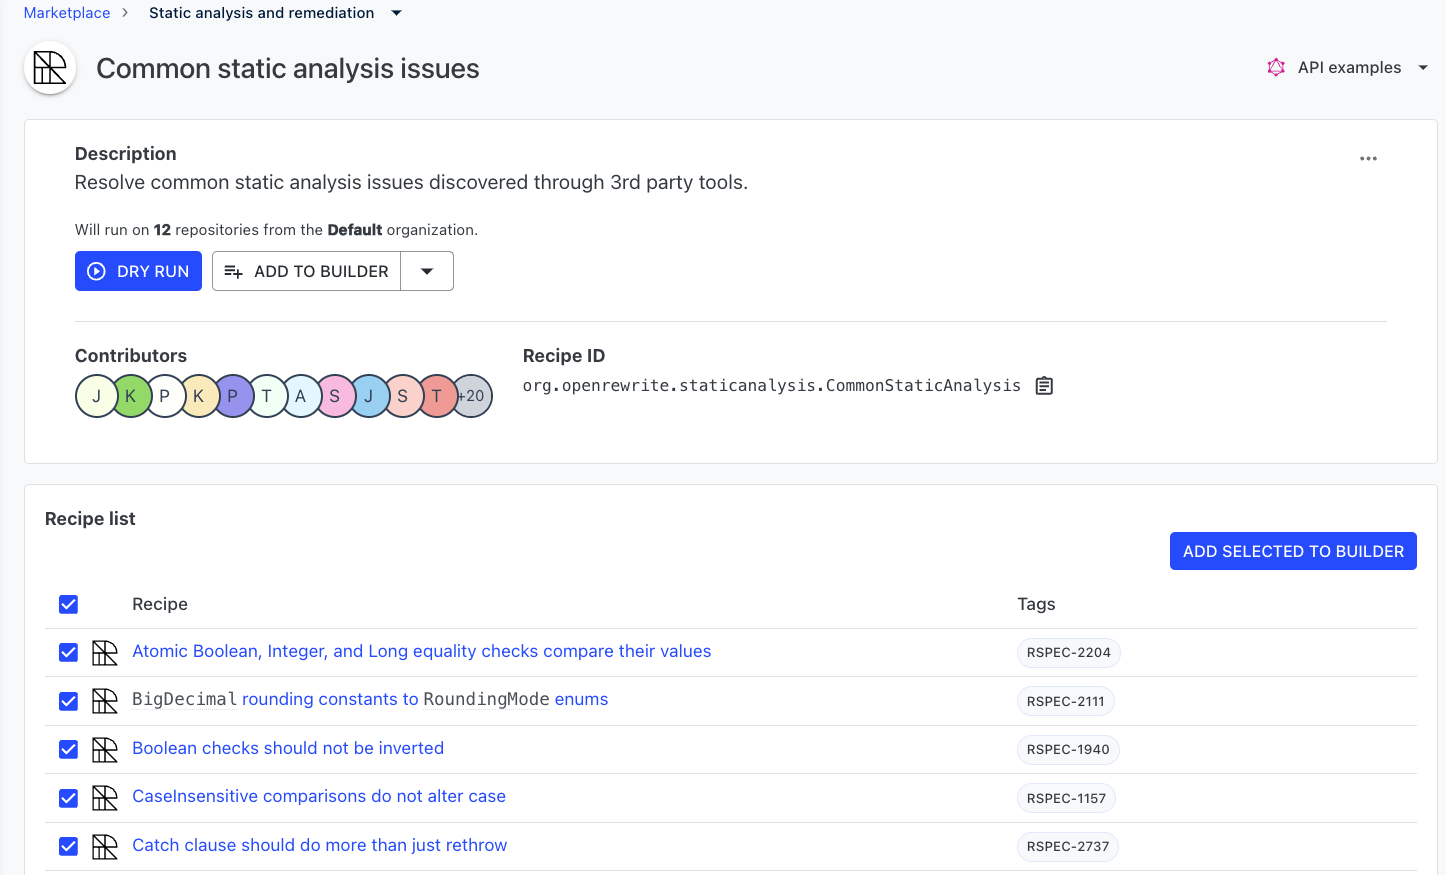 Marketplace > Static analysis and remediation
Common static analysis issues
API examples
Description
Resolve common static analysis issues discovered through 3rd party tools.
Will run on 12 repositories from the Default organization.
DRY RUN
ADD TO BUILDER
Contributors
J K P K P T A S J S T +20
Recipe ID
org.openrewrite.staticanalysis.CommonStaticAnalysis
Recipe list
ADD SELECTED TO BUILDER
Recipe Tags
Atomic Boolean, Integer, and Long equality checks compare their values RSPEC-2204
BigDecimal rounding constants to RoundingMode enums RSPEC-2111
Boolean checks should not be inverted RSPEC-1940
CaseInsensitive comparisons do not alter case RSPEC-1157
Catch clause should do more than just rethrow RSPEC-2737